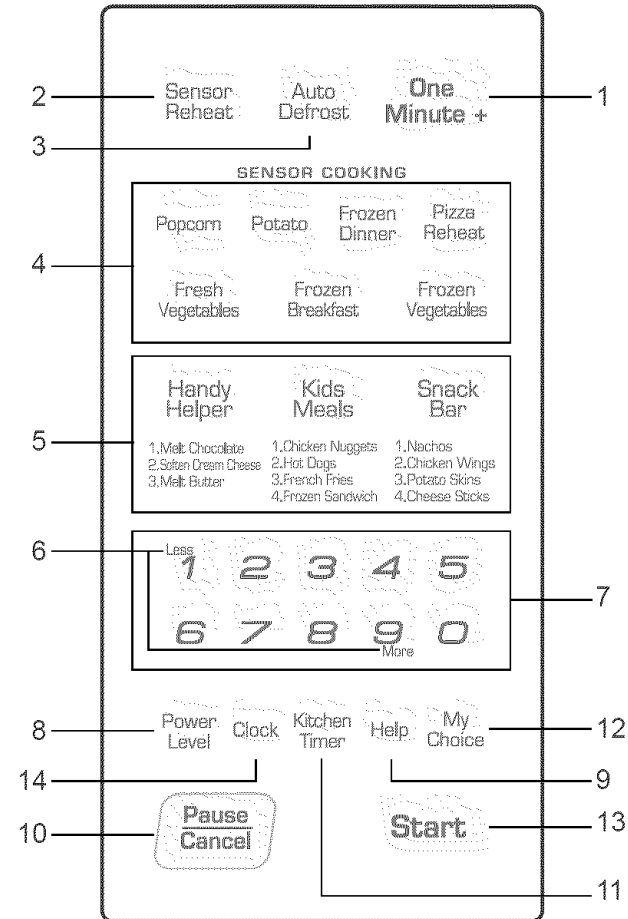 2 Sensor Reheat Auto Defrost One Minute + 1
3
SENSOR COOKING
Popcorn Potato Frozen Dinner Pizza Reheat
4
Fresh Vegetables Frozen Breakfast Frozen Vegetables
Handy Helper Kids Meals Snack Bar
5
1.Melt Chocolate 1.Chicken Nuggets 1.Nachos
2.Soften Cream Cheese 2.Hot Dogs 2.Chicken Wings
3.Melt Butter 3.French Fries 3.Potato Skins
4.Frozen Sandwich 4.Cheese Sticks
6 Less
1 2 3 4 5
7
6 7 8 9 0
More
8 Power Level Clock Kitchen Timer Help My Choice 12
14 9
10 Pause Cancel Start 13
11